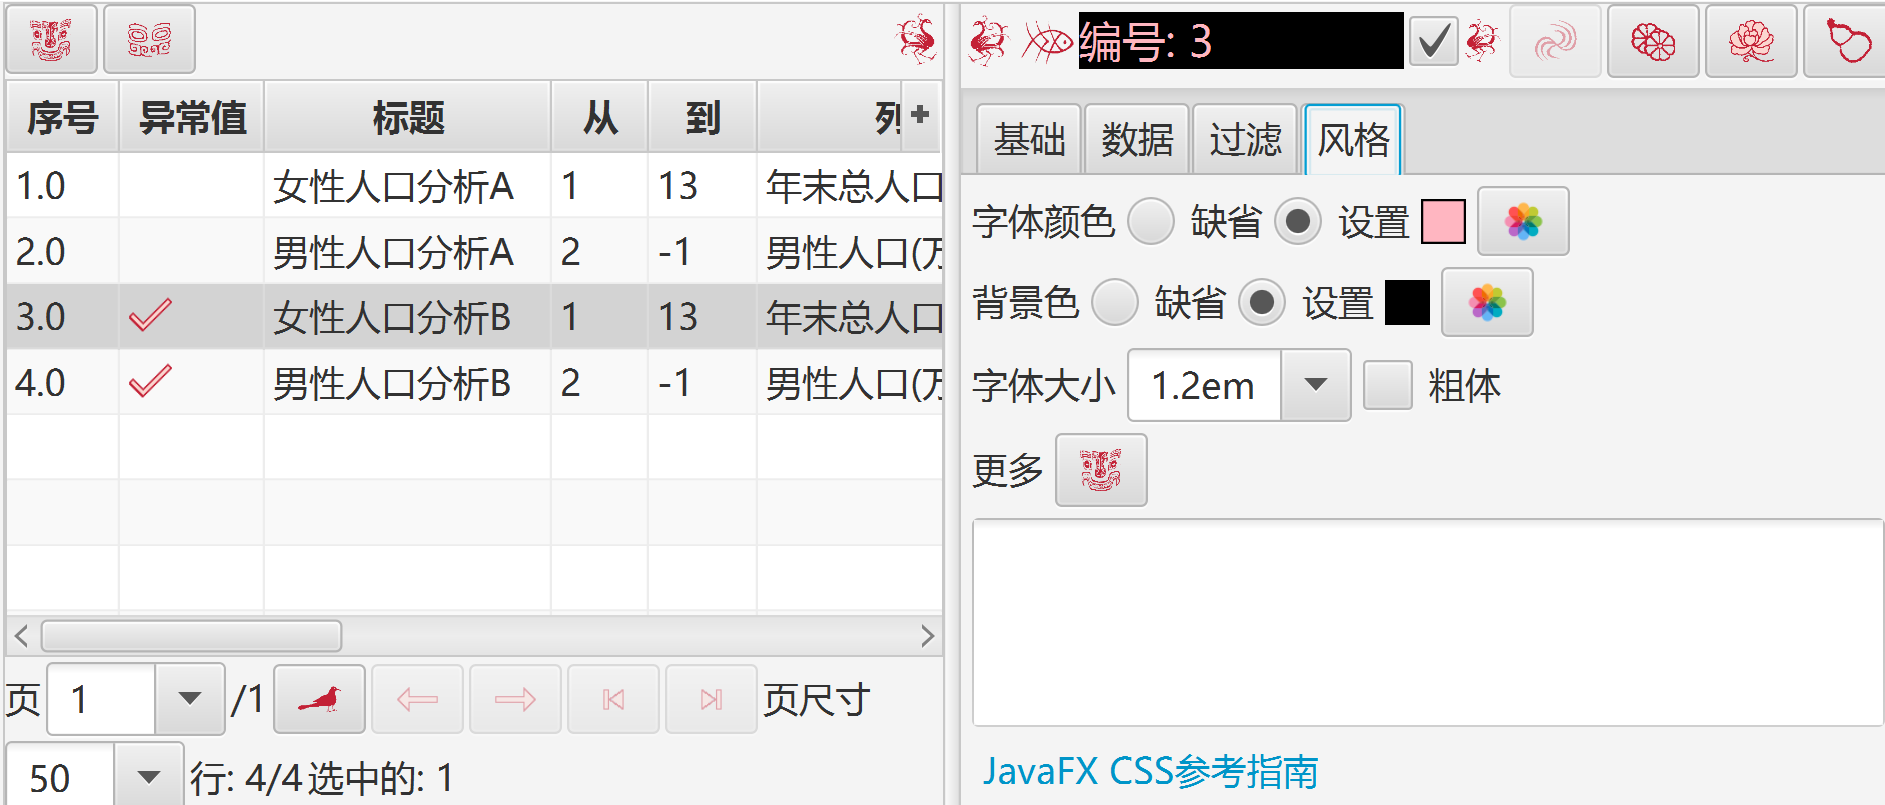 编号: 3
序号 异常值 标题 从 到
1.0 女性人口分析A 1 13 年末总人口
2.0 男性人口分析A 2 -1 男性人口(万
3.0 女性人口分析B 1 13 年末总人口
4.0 男性人口分析B 2 -1 男性人口(万
页 1 /1 页尺寸
50 行: 4/4 选中的: 1
基础 数据 过滤 风格
字体颜色 缺省 设置
背景色 缺省 设置
字体大小 1.2em 粗体
更多
JavaFX CSS参考指南